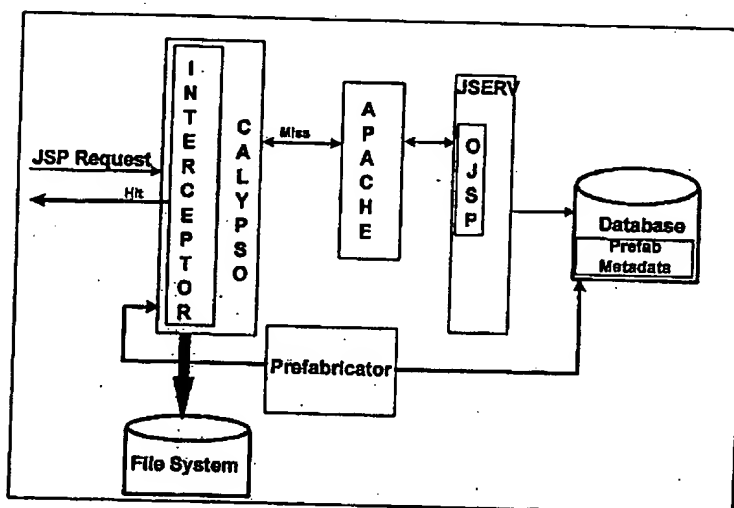 INTERCEPTOR
CALYPSO
JSP Request
Hit
Miss
APACHE
JSERV
OJSP
Database
Prefab
Metadata
Prefabricator
File System